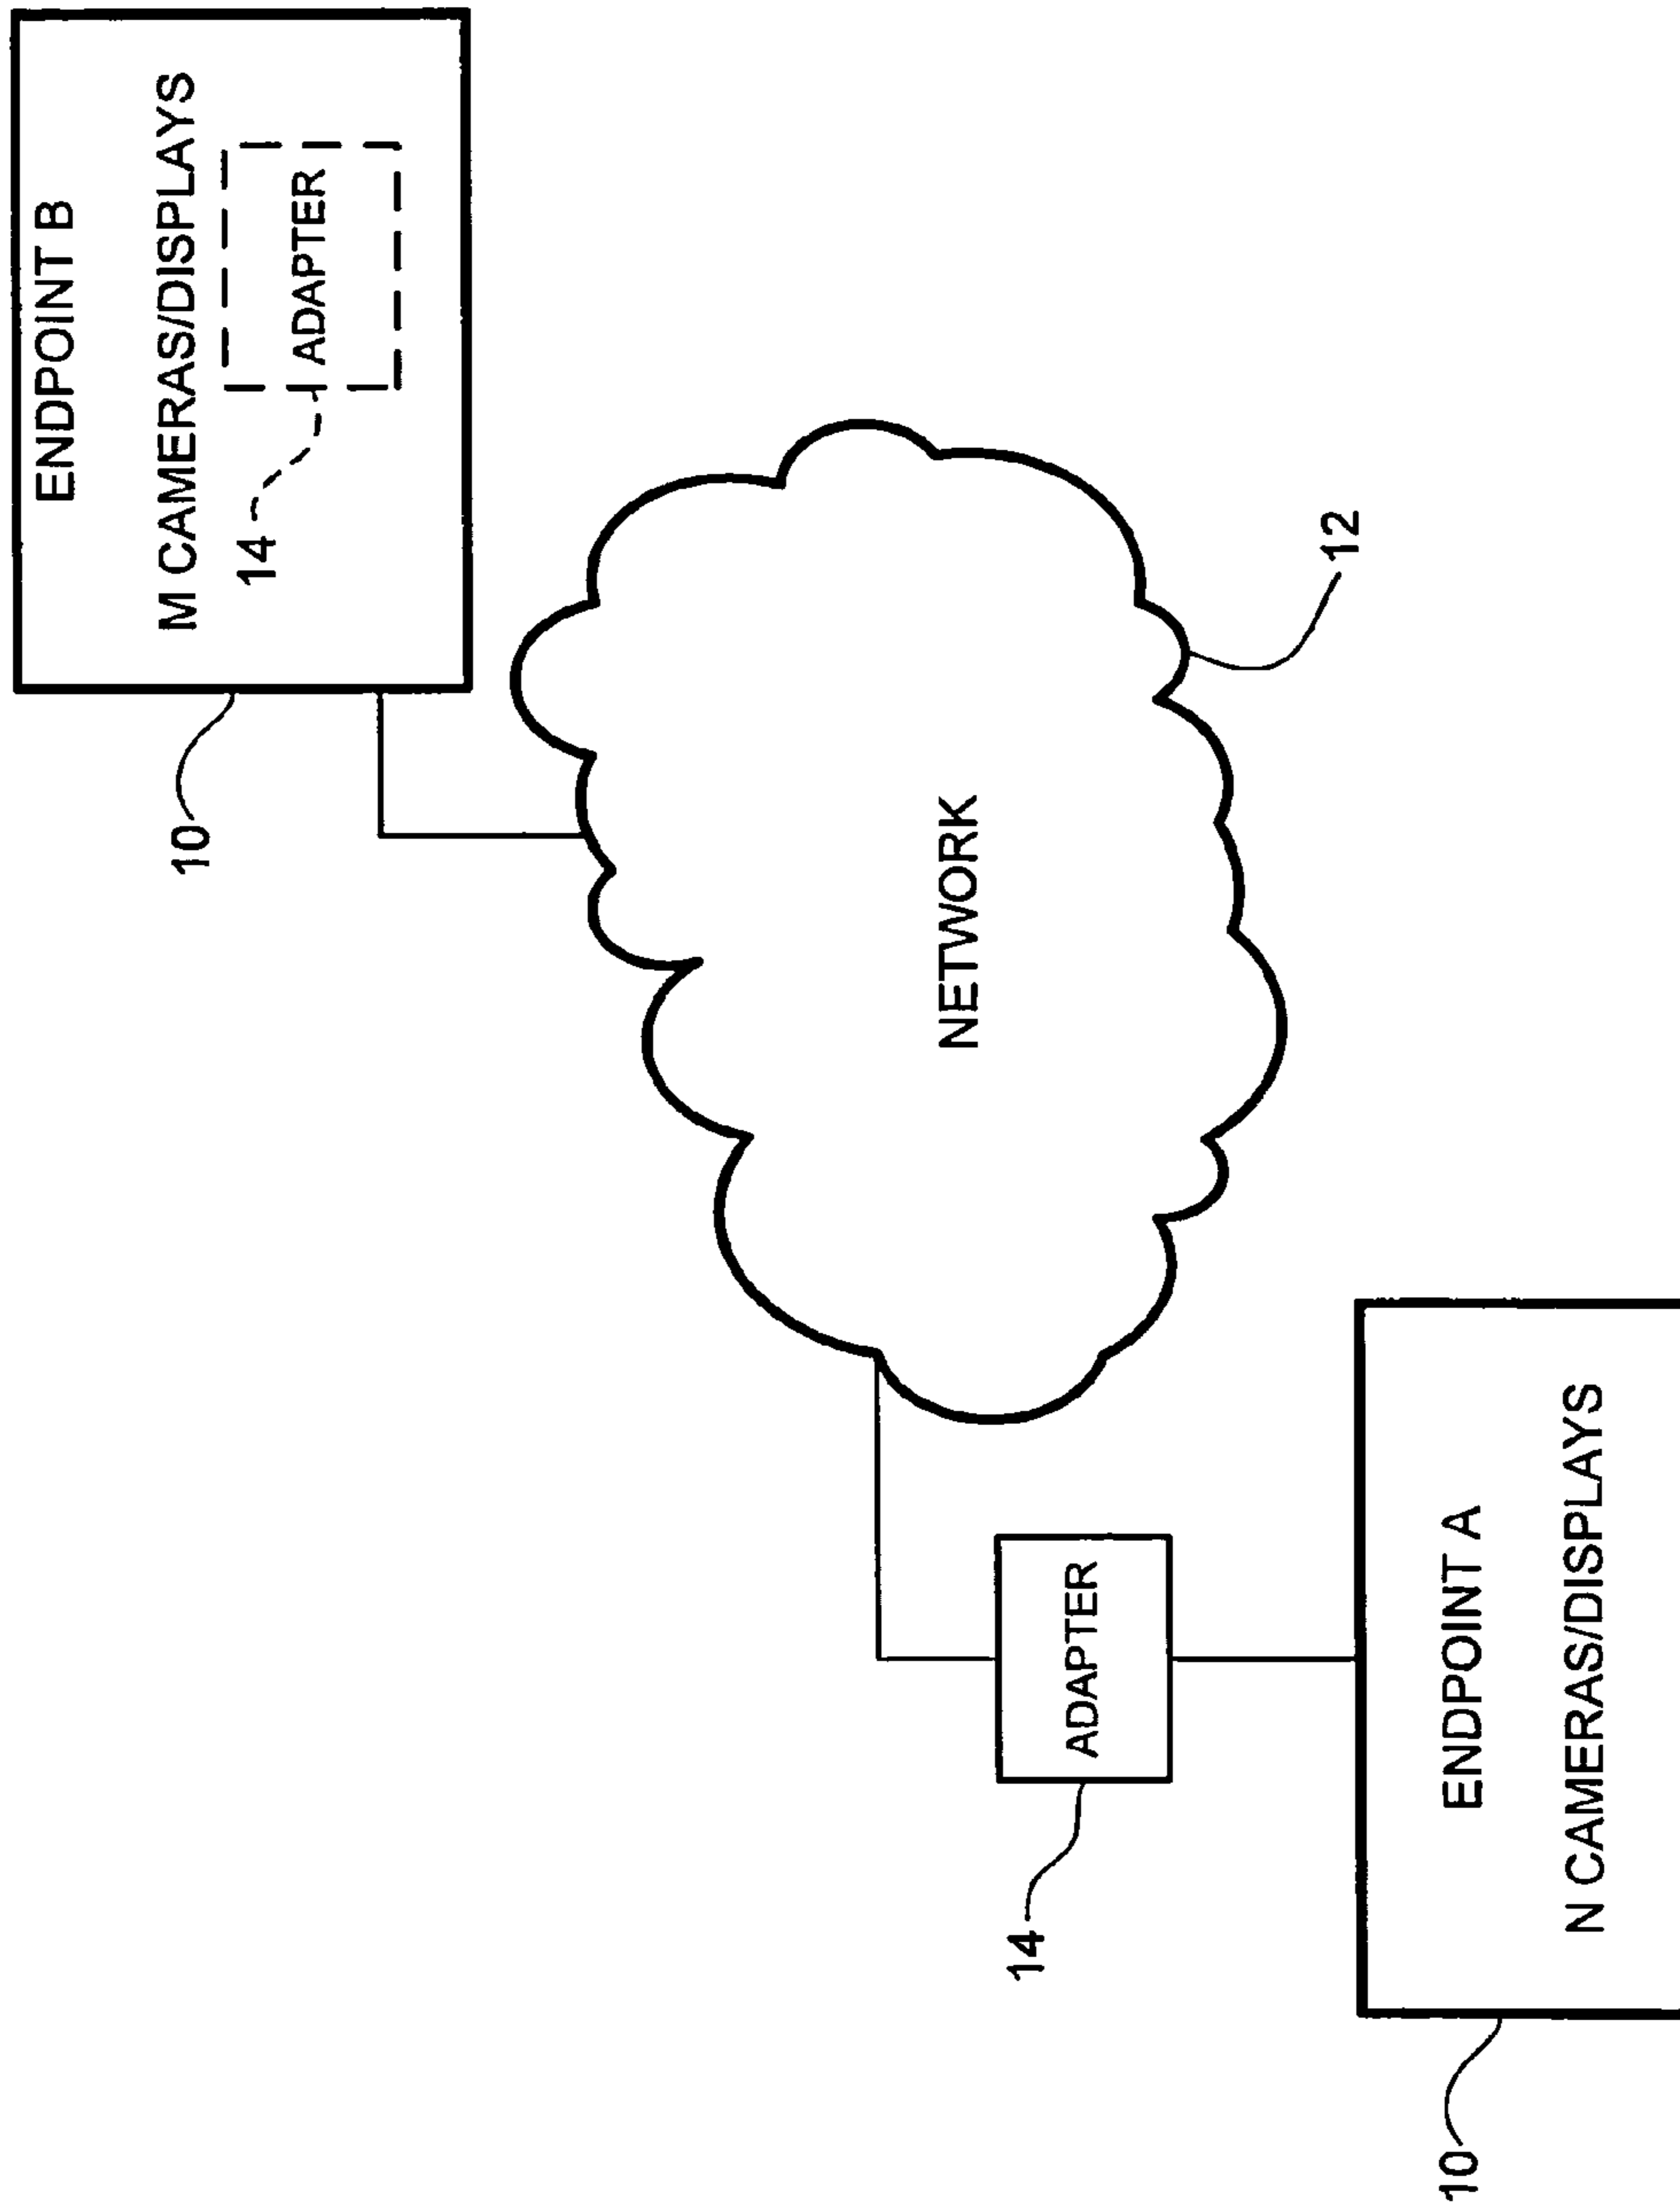 ENDPOINT B
M CAMERAS/DISPLAYS
14
ADAPTER
10
12
NETWORK
ADAPTER
14
ENDPOINT A
N CAMERAS/DISPLAYS
10